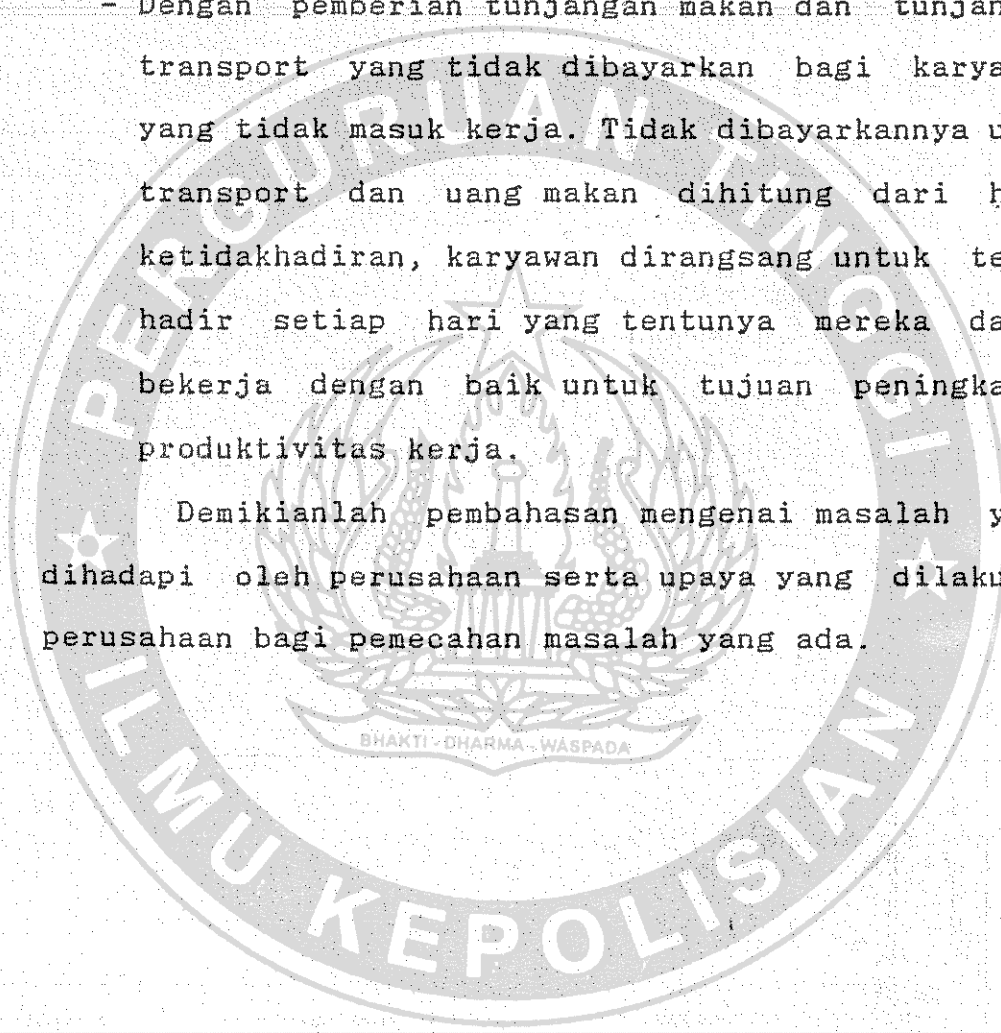 - Dengan pemberian tunjangan makan dan tunjan
transport yang tidak dibayarkan bagi karya
yang tidak masuk kerja. Tidak dibayarkannya u
transport dan uang makan dihitung dari h
ketidakhadiran, karyawan dirangsang untuk te
hadir setiap hari yang tentunya mereka da
bekerja dengan baik untuk tujuan peningka
produktivitas kerja.
Demikianlah pembahasan mengenai masalah y
dihadapi oleh perusahaan serta upaya yang dilaku
perusahaan bagi pemecahan masalah yang ada.
PERGURUAN TINGGI
BHAKTI - DHARMA - WASPADA
ILMU KEPOLISIAN